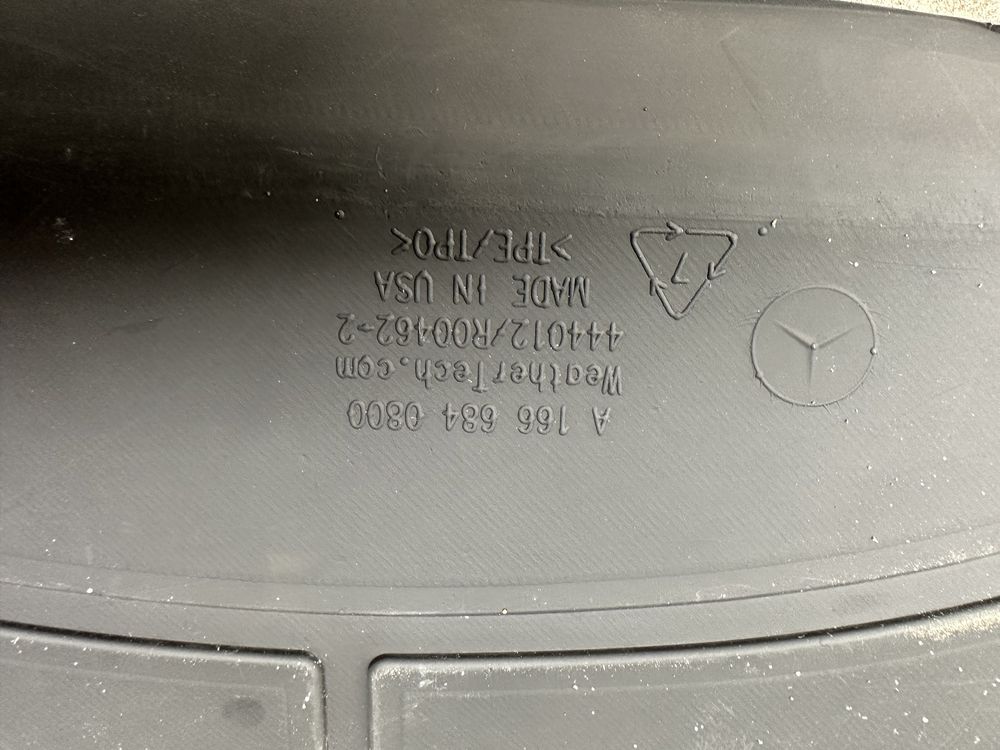 A 166 684 0800
WeatherTech.com
444012/R00462-2
MADE IN USA
>TPE/TPO<
7